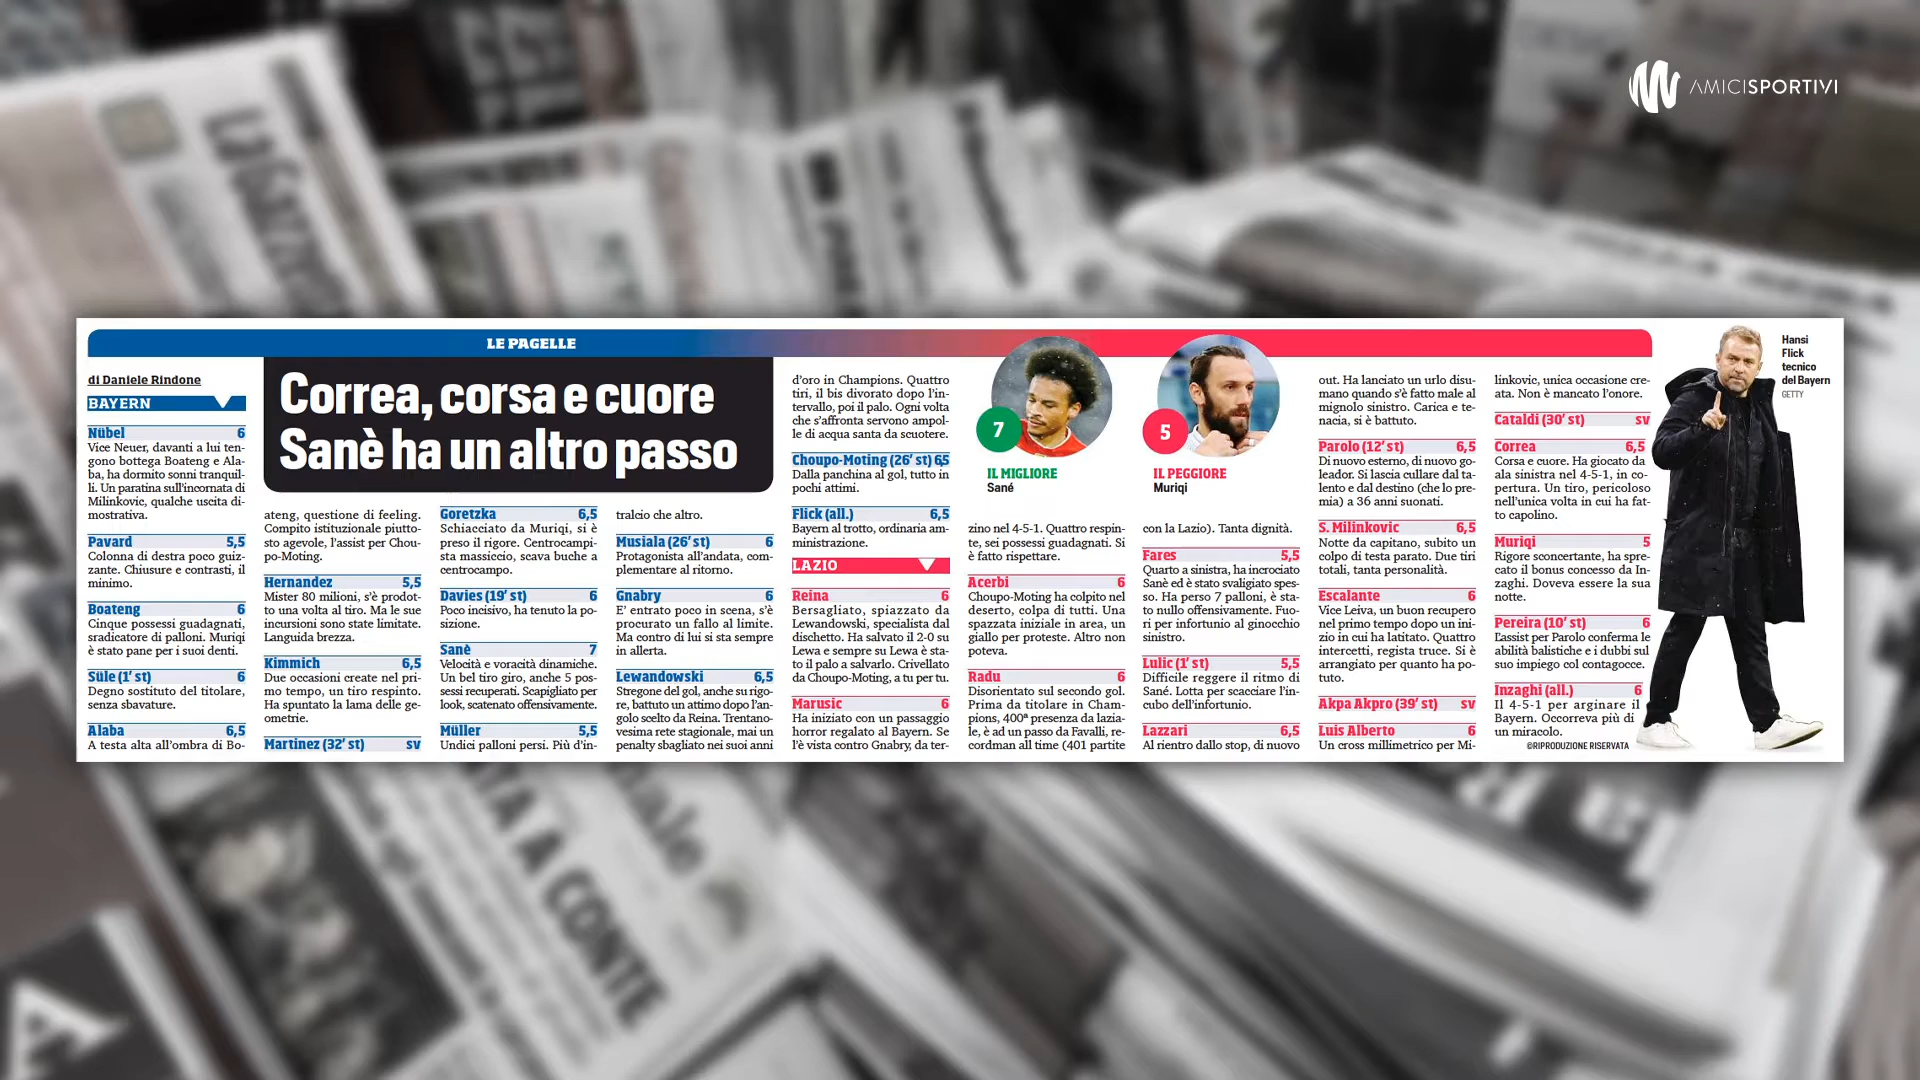 AMICISPORTIVI
LE PAGELLE
di Daniele Rindone
BAYERN
Nübel 6
Vice Neuer, davanti a lui ten-
gono bottega Boateng e Ala-
ba, ha dormito sonni tranquil-
li. Un paratina sull'incornata di
Milinkovic, qualche uscita di-
mostrativa.
Pavard 5,5
Colonna di destra poco guiz-
zante. Chiusure e contrasti, il
minimo.
Boateng 6
Cinque possessi guadagnati,
sradicatore di palloni. Muriqi
è stato pane per i suoi denti.
Süle (1' st) 6
Degno sostituto del titolare,
senza sbavature.
Alaba 6,5
A testa alta all'ombra di Bo-
Correa, corsa e cuore
Sanè ha un altro passo
ateng, questione di feeling.
Compito istituzionale piutto-
sto agevole, l'assist per Chou-
po-Moting.
Hernandez 5,5
Mister 80 milioni, s'è prodot-
to una volta al tiro. Ma le sue
incursioni sono state limitate.
Languida brezza.
Kimmich 6,5
Due occasioni create nel pri-
mo tempo, un tiro respinto.
Ha spuntato la lama delle ge-
ometrie.
Martinez (32' st) sv
Goretzka 6,5
Schiacciato da Muriqi, si è
preso il rigore. Centrocampi-
sta massiccio, scava buche a
centrocampo.
Davies (19' st) 6
Poco incisivo, ha tenuto la po-
sizione.
Sanè 7
Velocità e voracità dinamiche.
Un bel tiro giro, anche 5 pos-
sessi recuperati. Scapigliato per
look, scatenato offensivamente.
Müller 5,5
Undici palloni persi. Più d'in-
tralcio che altro.
Musiala (26' st) 6
Protagonista all'andata, com-
plementare al ritorno.
Gnabry 6
E' entrato poco in scena, s'è
procurato un fallo al limite.
Ma contro di lui si sta sempre
in allerta.
Lewandowski 6,5
Stregone del gol, anche su rigo-
re, battuto un attimo dopo l'an-
golo scelto da Reina. Trentano-
vesima rete stagionale, mai un
penalty sbagliato nei suoi anni
d'oro in Champions. Quattro
tiri, il bis divorato dopo l'in-
tervallo, poi il palo. Ogni volta
che s'affronta servono ampol-
le di acqua santa da scuotere.
Choupo-Moting (26' st) 6,5
Dalla panchina al gol, tutto in
pochi attimi.
Flick (all.) 6,5
Bayern al trotto, ordinaria am-
ministrazione.
LAZIO
Reina 6
Bersagliato, spiazzato da
Lewandowski, specialista dal
dischetto. Ha salvato il 2-0 su
Lewa e sempre su Lewa è sta-
to il palo a salvarlo. Crivellato
da Choupo-Moting, a tu per tu.
Marusic 6
Ha iniziato con un passaggio
horror regalato al Bayern. Se
l'è vista contro Gnabry, da ter-
7
IL MIGLIORE
Sané
5
IL PEGGIORE
Muriqi
zino nel 4-5-1. Quattro respin-
te, sei possessi guadagnati. Si
è fatto rispettare.
Acerbi 6
Choupo-Moting ha colpito nel
deserto, colpa di tutti. Una
spazzata iniziale in area, un
giallo per proteste. Altro non
poteva.
Radu 6
Disorientato sul secondo gol.
Prima da titolare in Cham-
pions, 400ª presenza da lazia-
le, è ad un passo da Favalli, re-
cordman all time (401 partite
con la Lazio). Tanta dignità.
Fares 5,5
Quarto a sinistra, ha incrociato
Sanè ed è stato svaligiato spes-
so. Ha perso 7 palloni, è sta-
to nullo offensivamente. Fuo-
ri per infortunio al ginocchio
sinistro.
Lulic (1' st) 5,5
Difficile reggere il ritmo di
Sané. Lotta per scacciare l'in-
cubo dell'infortunio.
Lazzari 6,5
Al rientro dallo stop, di nuovo
out. Ha lanciato un urlo disu-
mano quando s'è fatto male al
mignolo sinistro. Carica e te-
nacia, si è battuto.
Parolo (12' st) 6,5
Di nuovo esterno, di nuovo go-
leador. Si lascia cullare dal ta-
lento e dal destino (che lo pre-
mia) a 36 anni suonati.
S. Milinkovic 6,5
Notte da capitano, subito un
colpo di testa parato. Due tiri
totali, tanta personalità.
Escalante 6
Vice Leiva, un buon recupero
nel primo tempo dopo un ini-
zio in cui ha latitato. Quattro
intercetti, regista truce. Si è
arrangiato per quanto ha po-
tuto.
Akpa Akpro (39' st) sv
Luis Alberto 6
Un cross millimetrico per Mi-
linkovic, unica occasione cre-
ata. Non è mancato l'onore.
Cataldi (30' st) sv
Correa 6,5
Corsa e cuore. Ha giocato da
ala sinistra nel 4-5-1, in co-
pertura. Un tiro, pericoloso
nell'unica volta in cui ha fat-
to capolino.
Muriqi 5
Rigore sconcertante, ha spre-
cato il bonus concesso da In-
zaghi. Doveva essere la sua
notte.
Pereira (10' st) 6
L'assist per Parolo conferma le
abilità balistiche e i dubbi sul
suo impiego col contagocce.
Inzaghi (all.) 6
Il 4-5-1 per arginare il
Bayern. Occorreva più di
un miracolo.
©RIPRODUZIONE RISERVATA
Hansi
Flick
tecnico
del Bayern
GETTY
A CONTE